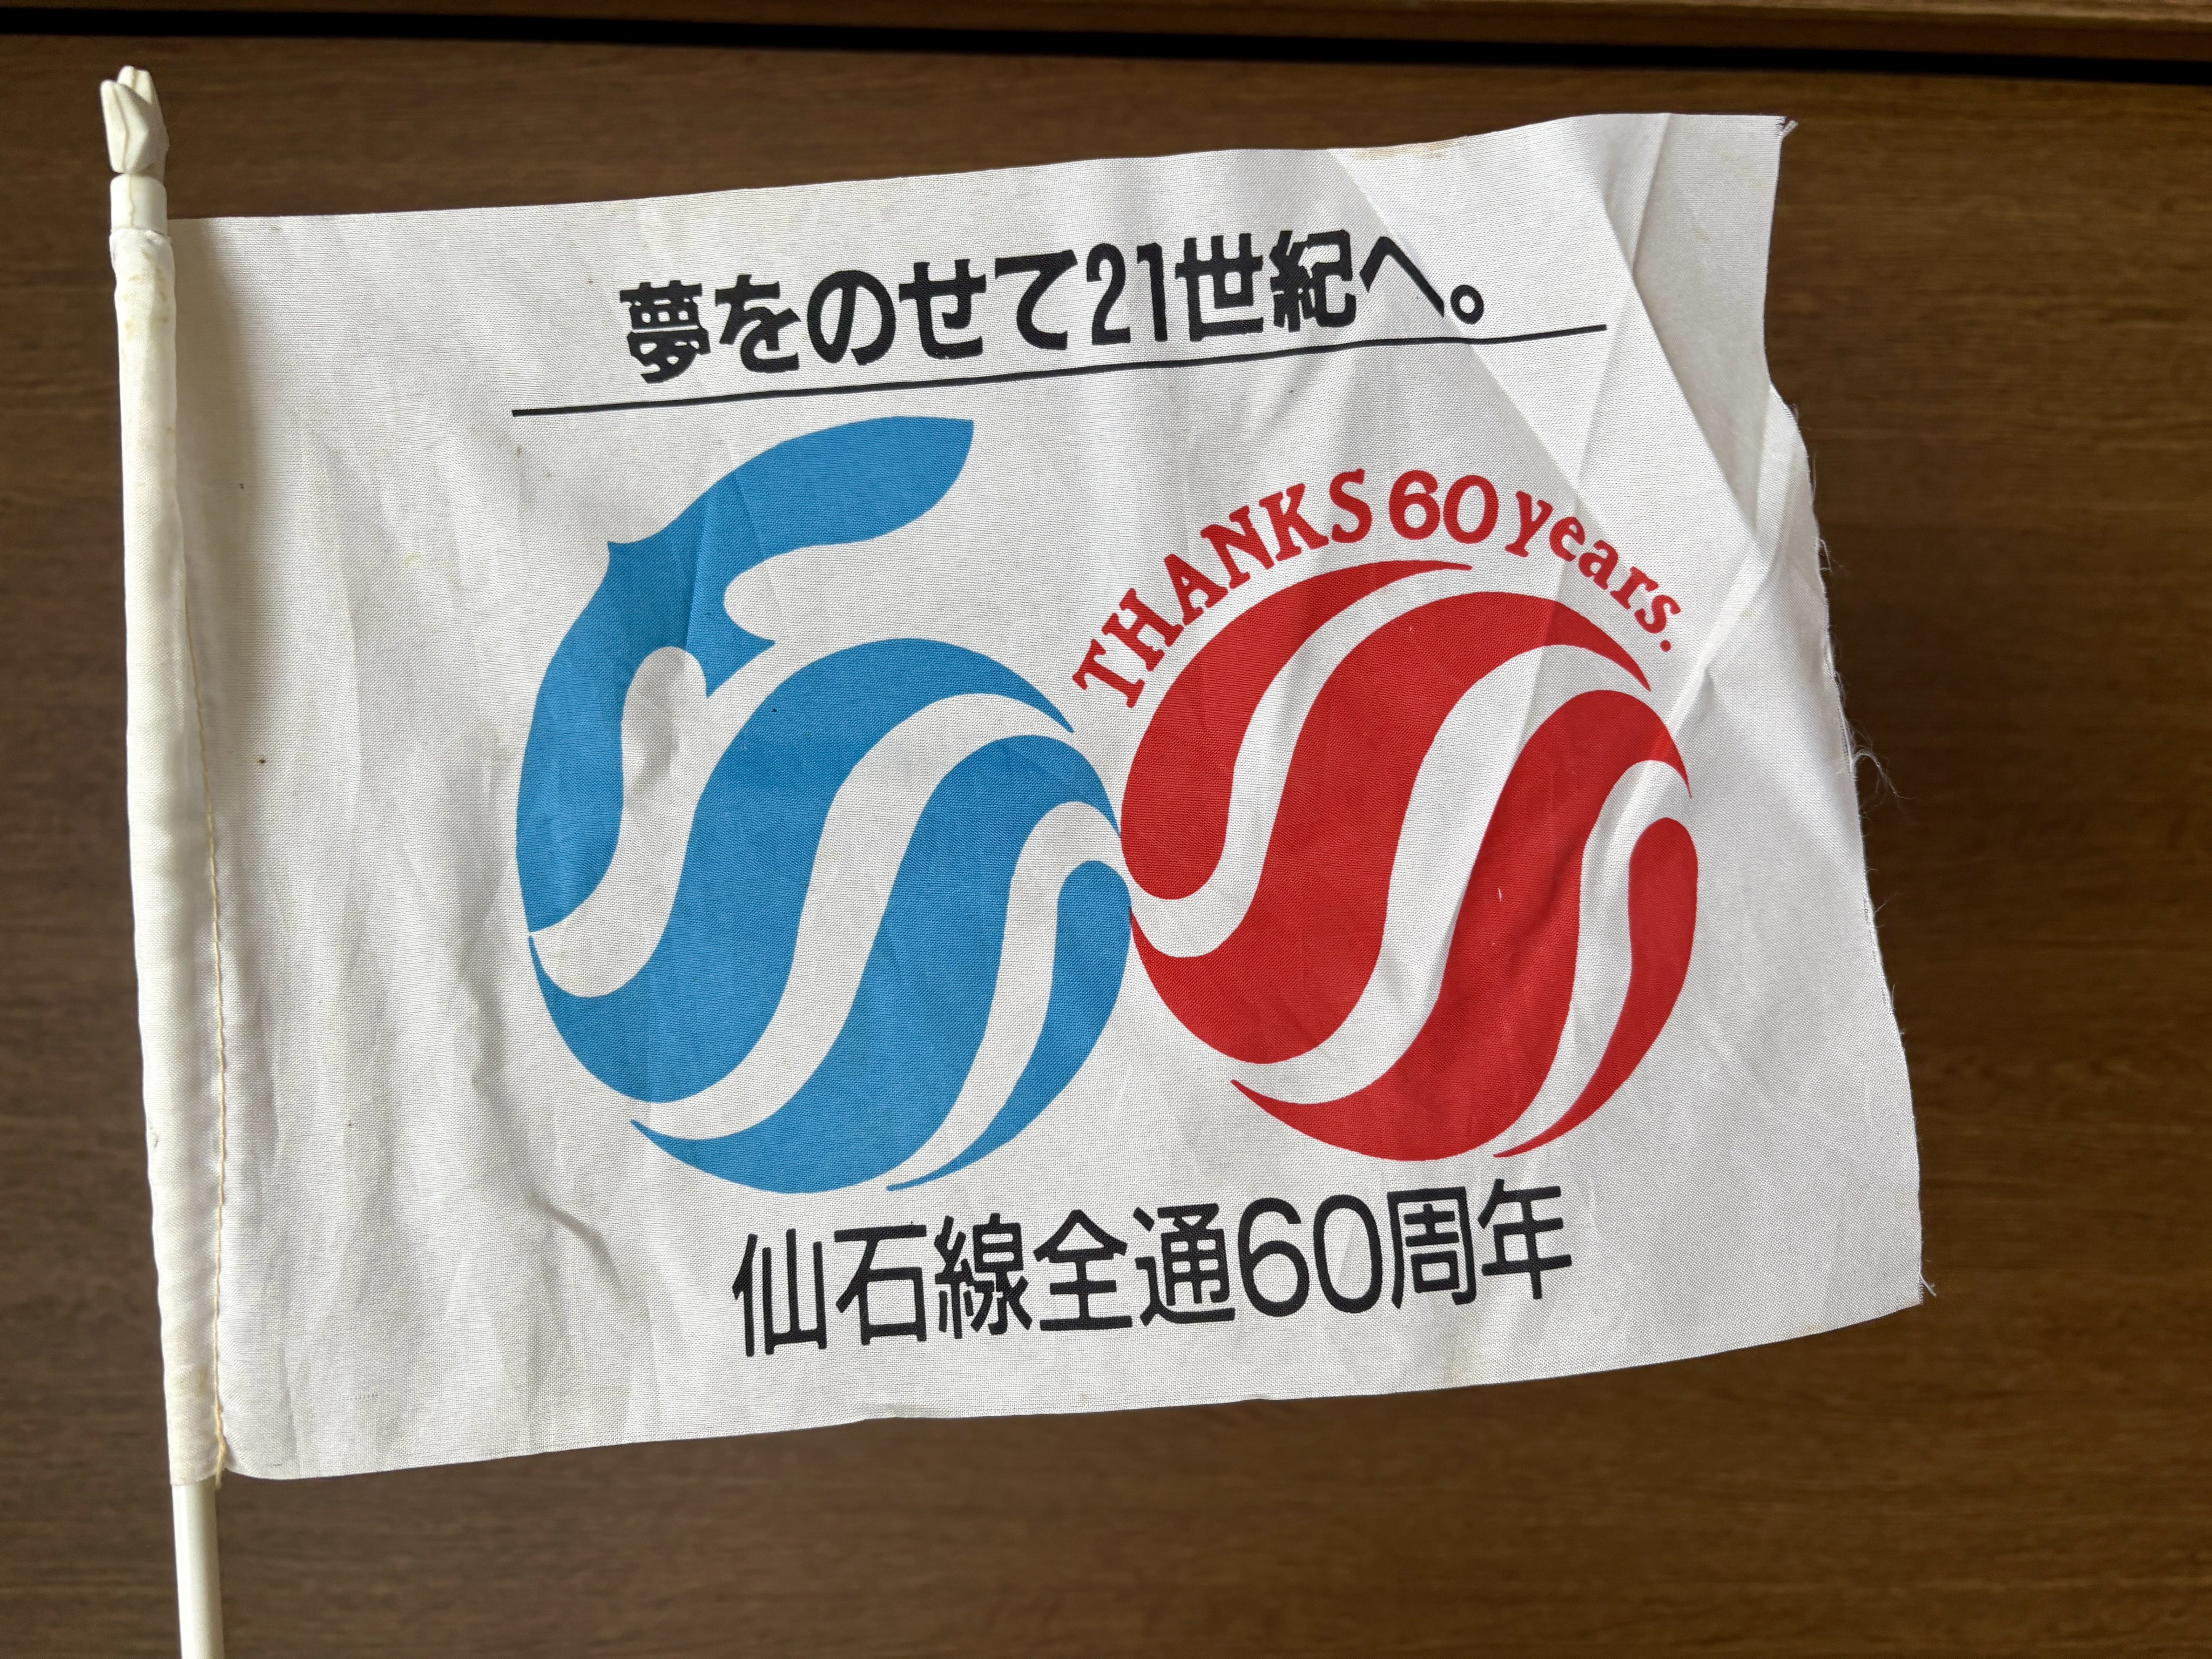 夢をのせて21世紀へ。
THANKS 60 years.
仙石線全通60周年